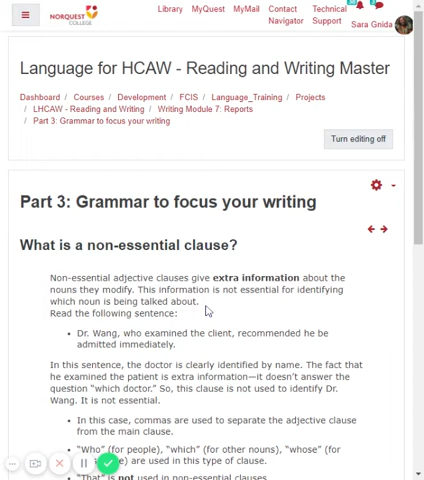 NORQUEST
COLLEGE
Library MyQuest MyMail Contact Navigator Technical Support
Sara Gnida
Language for HCAW - Reading and Writing Master
Dashboard / Courses / Development / FCIS / Language_Training / Projects
/ LHCAW - Reading and Writing / Writing Module 7: Reports
/ Part 3: Grammar to focus your writing
Turn editing off
Part 3: Grammar to focus your writing
What is a non-essential clause?
Non-essential adjective clauses give extra information about the
nouns they modify. This information is not essential for identifying
which noun is being talked about.
Read the following sentence:
• Dr. Wang, who examined the client, recommended he be
admitted immediately.
In this sentence, the doctor is clearly identified by name. The fact that
he examined the patient is extra information—it doesn't answer the
question "which doctor." So, this clause is not used to identify Dr.
Wang. It is not essential.
• In this case, commas are used to separate the adjective clause
from the main clause.
• "Who" (for people), "which" (for other nouns), "whose" (for
are used in this type of clause.
"That" is not used in non-essential clauses.